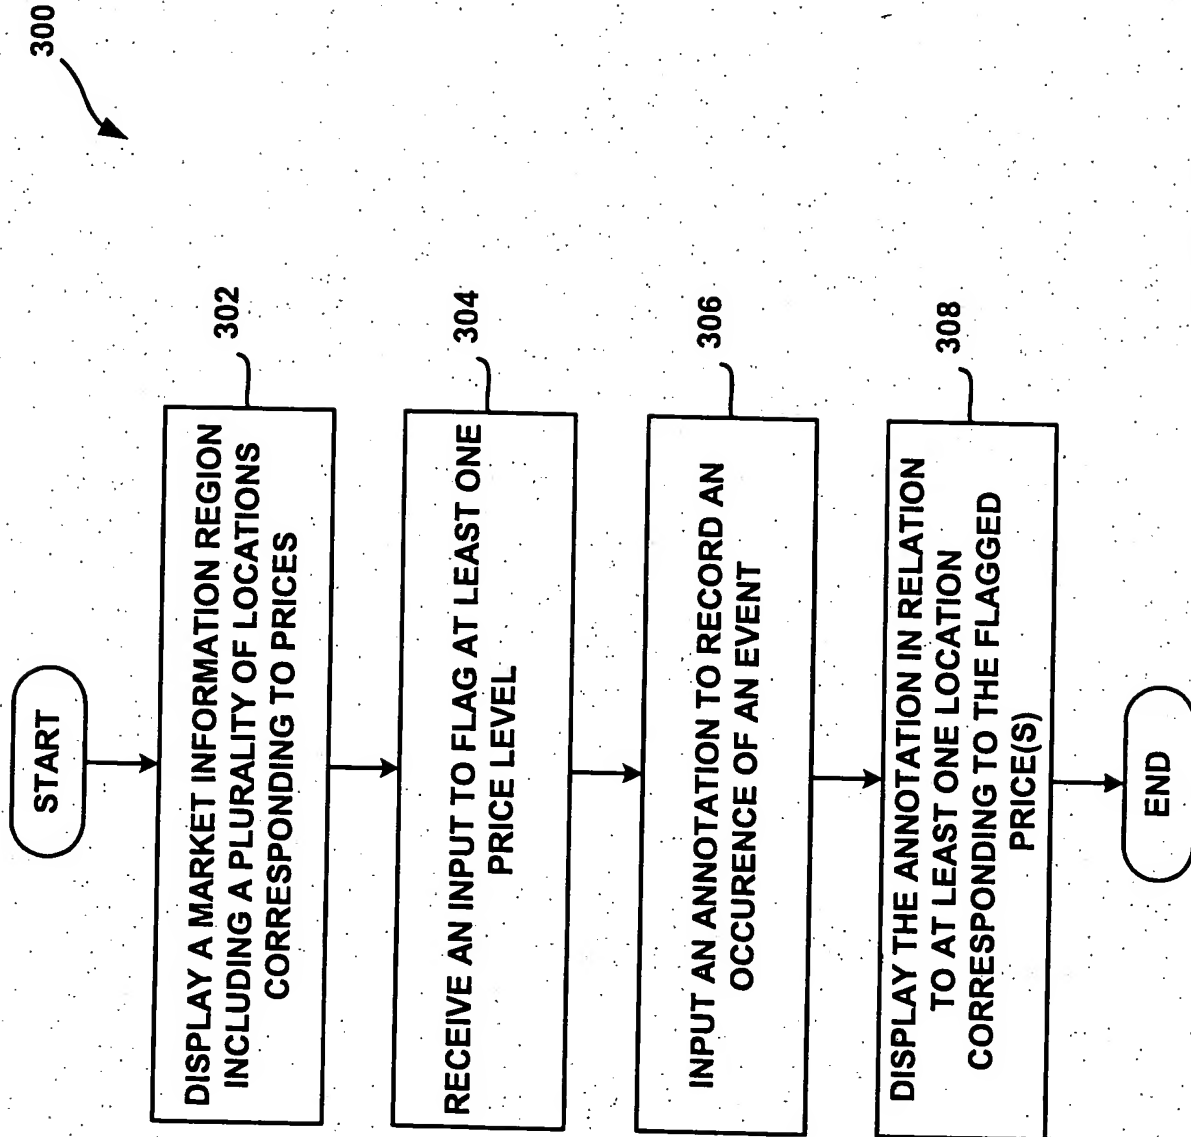 300
START
DISPLAY A MARKET INFORMATION REGION
INCLUDING A PLURALITY OF LOCATIONS
CORRESPONDING TO PRICES
302
RECEIVE AN INPUT TO FLAG AT LEAST ONE
PRICE LEVEL
304
INPUT AN ANNOTATION TO RECORD AN
OCCURENCE OF AN EVENT
306
DISPLAY THE ANNOTATION IN RELATION
TO AT LEAST ONE LOCATION
CORRESPONDING TO THE FLAGGED
PRICE(S)
308
END